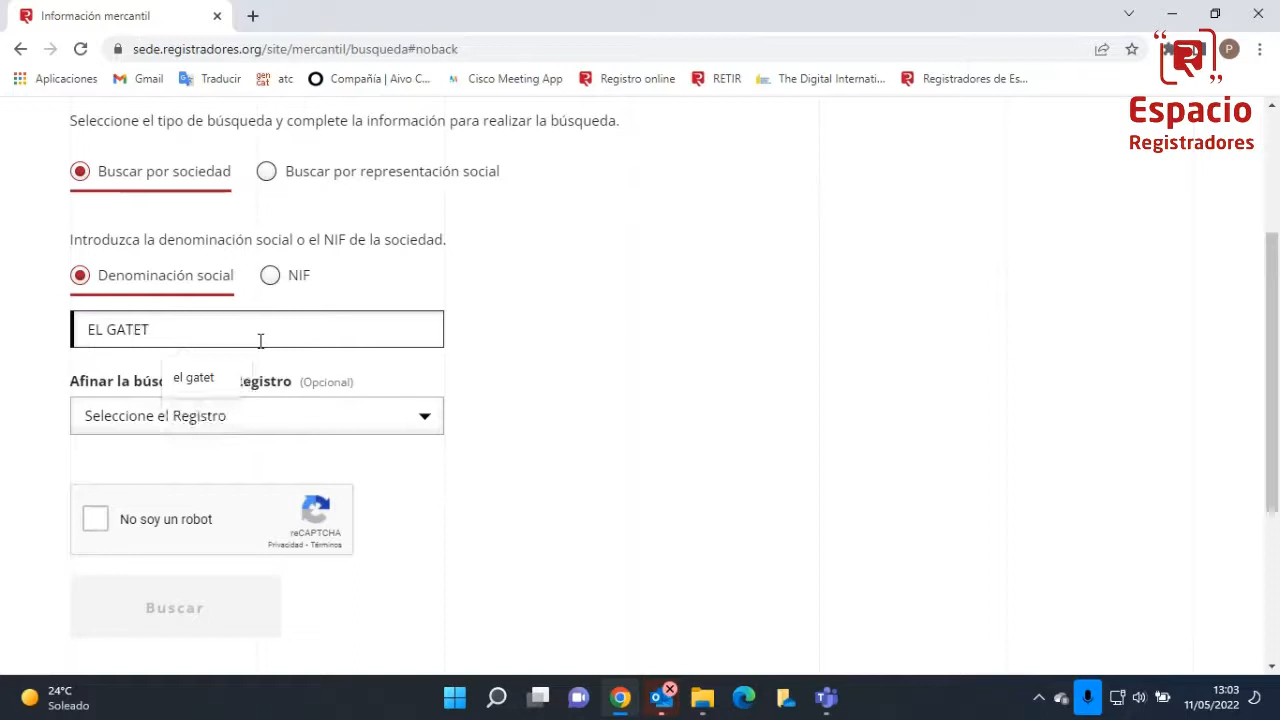 Información mercantil
sede.registradores.org/site/mercantil/busqueda#noback
P
Aplicaciones Gmail Traducir gen cat atc Compañía | Aivo C... Cisco Meeting App Registro online RETIR The Digital Internati... Registradores de Es...
Espacio
Registradores
Seleccione el tipo de búsqueda y complete la información para realizar la búsqueda.
Buscar por sociedad Buscar por representación social
Introduzca la denominación social o el NIF de la sociedad.
Denominación social NIF
EL GATET
el gatet
Afinar la búsc egistro (Opcional)
Seleccione el Registro
No soy un robot
reCAPTCHA
Privacidad - Términos
Buscar
24°C
Soleado
13:03
11/05/2022